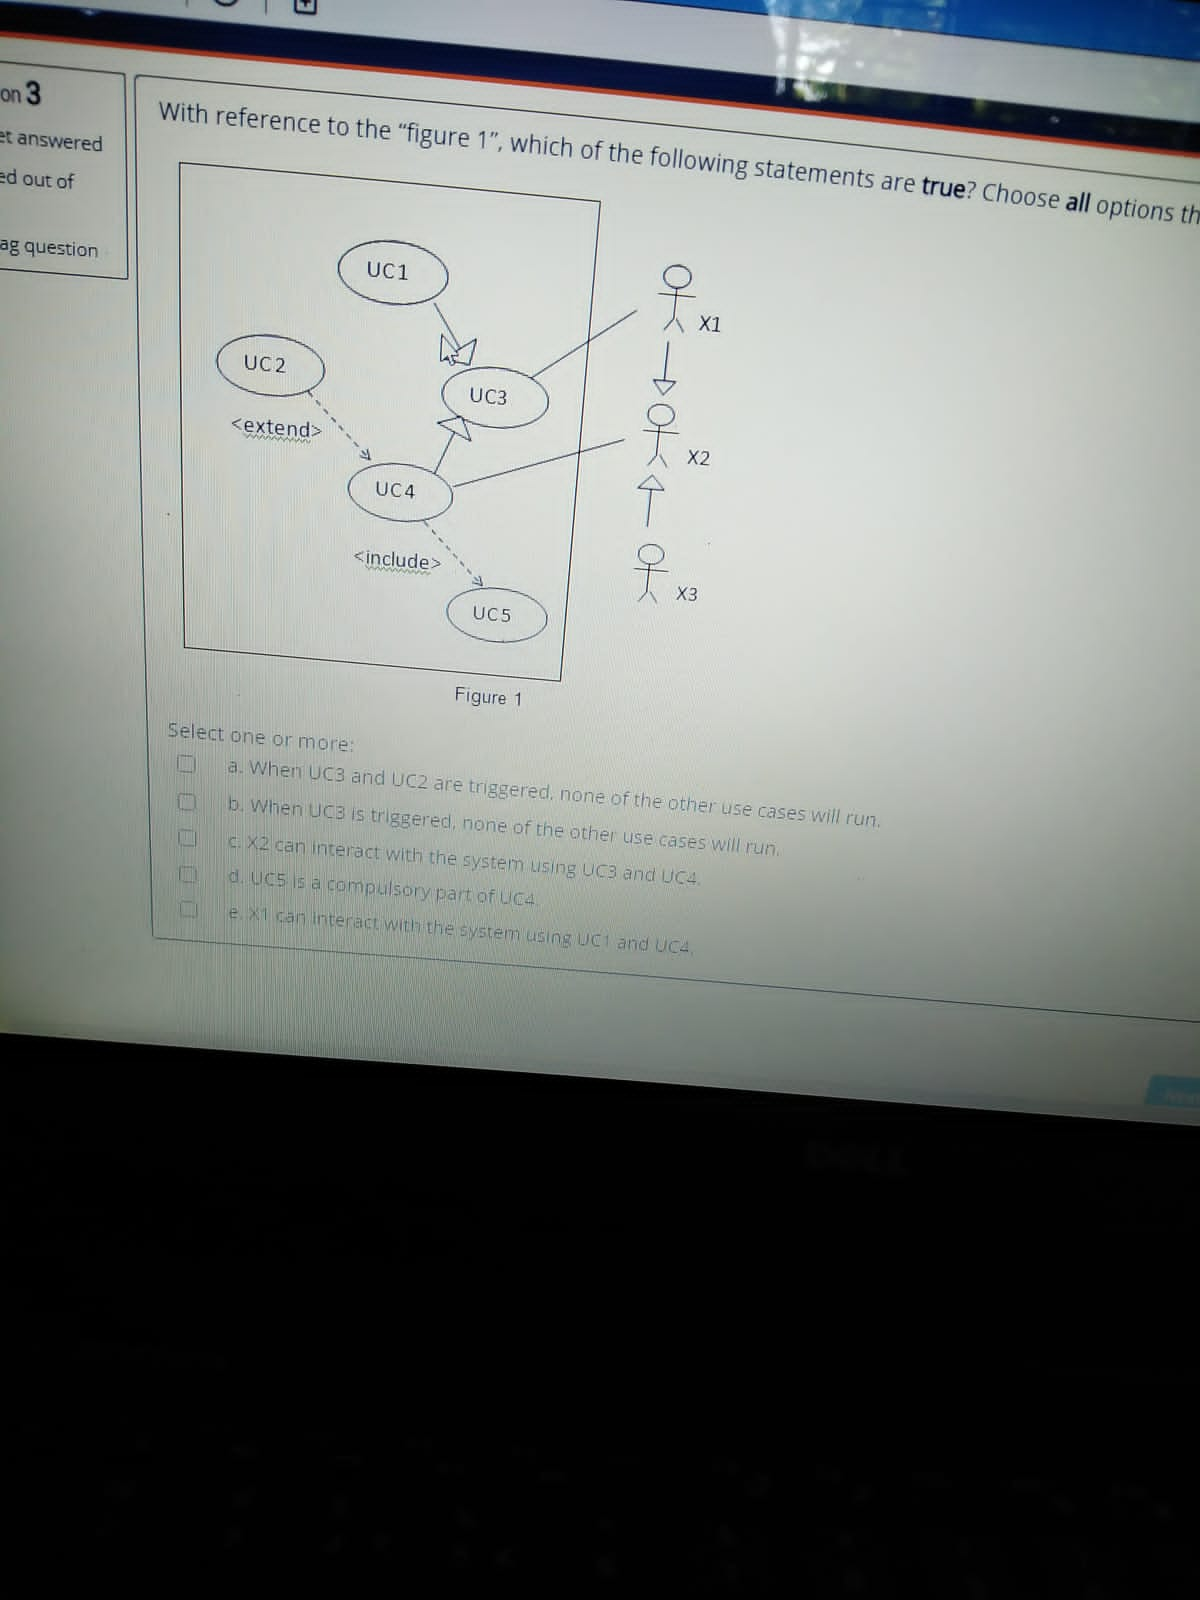 on 3
et answered
ed out of
ag question
With reference to the “figure 1”, which of the following statements are true? Choose all options th
UC1
X1
UC2
UC3
<extend>
X2
UC4
<include>
X3
UC5
Figure 1
Select one or more:
a. When UC3 and UC2 are triggered, none of the other use cases will run.
b. When UC3 is triggered, none of the other use cases will run.
c. X2 can interact with the system using UC3 and UC4.
d. UC5 is a compulsory part of UC4.
e. X1 can interact with the system using UC1 and UC4.
DELL